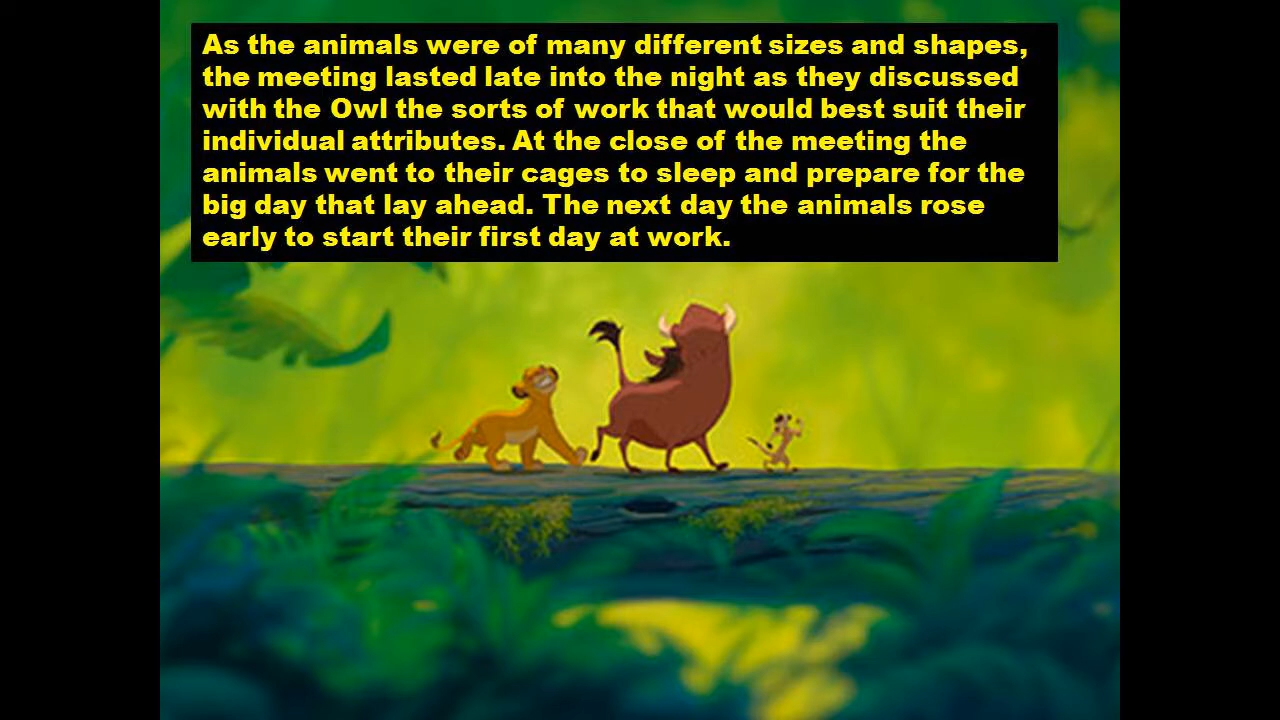 As the animals were of many different sizes and shapes,
the meeting lasted late into the night as they discussed
with the Owl the sorts of work that would best suit their
individual attributes. At the close of the meeting the
animals went to their cages to sleep and prepare for the
big day that lay ahead. The next day the animals rose
early to start their first day at work.